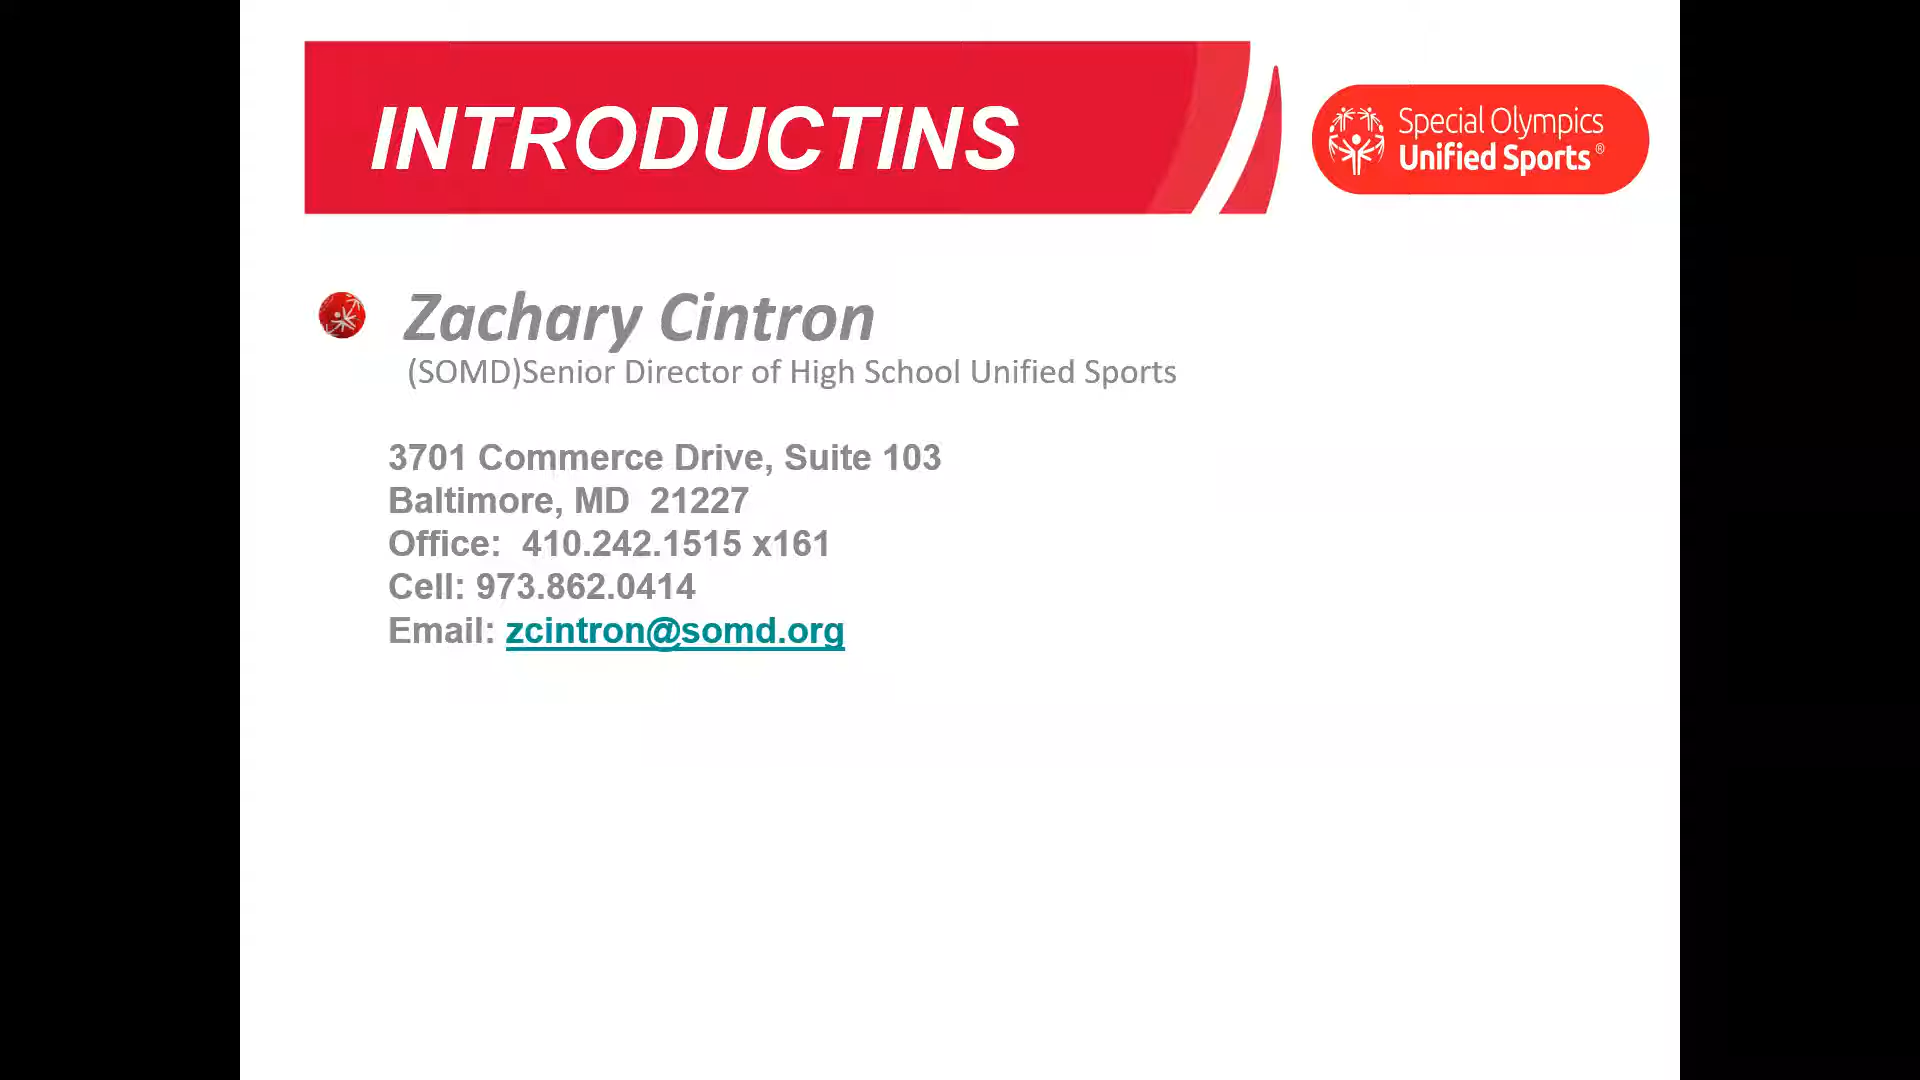 INTRODUCTINS
Special Olympics
Unified Sports®
Zachary Cintron
(SOMD)Senior Director of High School Unified Sports
3701 Commerce Drive, Suite 103
Baltimore, MD  21227
Office:  410.242.1515 x161
Cell: 973.862.0414
Email: zcintron@somd.org